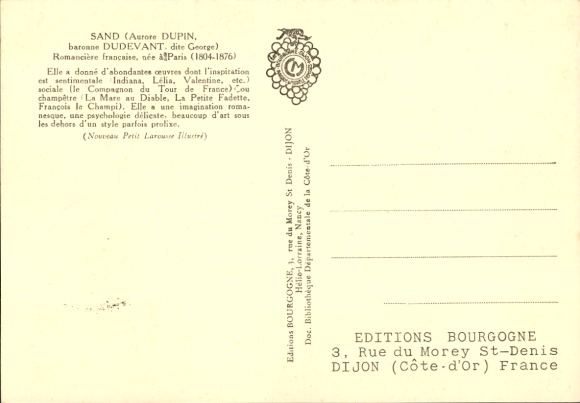 SAND (Aurore DUPIN,
baronne DUDEVANT, dite George)
Romancière française, née à Paris (1804-1876)
Elle a donné d'abondantes œuvres dont l'inspiration
est sentimentale (Indiana, Lélia, Valentine, etc.)
sociale (le Compagnon du Tour de France) ou
champêtre (La Mare au Diable, La Petite Fadette,
François le Champi). Elle a une imagination roma-
nesque, une psychologie délicate, beaucoup d'art sous
les dehors d'un style parfois prolixe.
(Nouveau Petit Larousse Illustré)
CM
Editions BOURGOGNE, 3, rue du Morey St Denis - DIJON
Hélio-Lorraine, Nancy
Doc. Bibliothèque Départementale de la Côte-d'Or
EDITIONS BOURGOGNE
3, Rue du Morey St-Denis
DIJON (Côte-d'Or) France